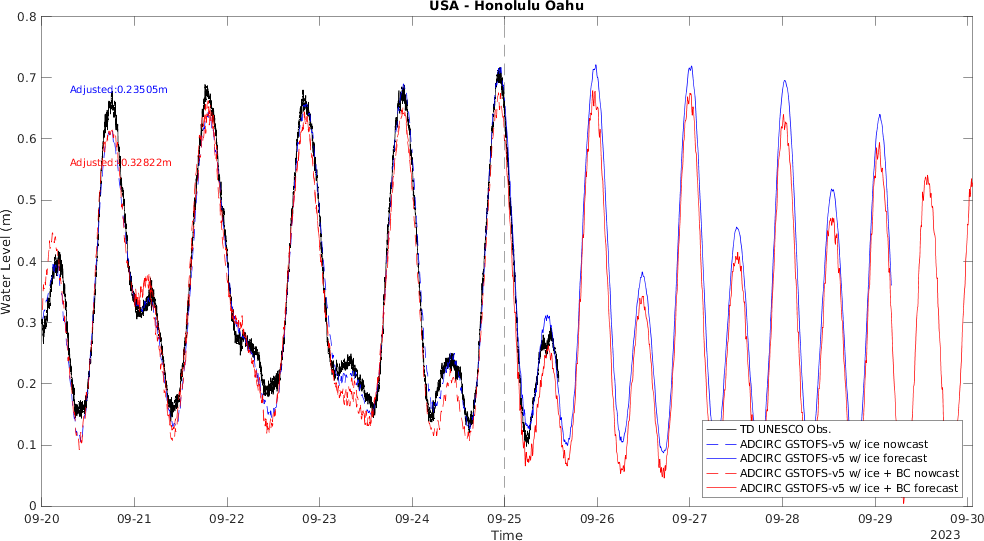 USA - Honolulu Oahu
0.8
0.7
0.6
0.5
0.4
0.3
0.2
0.1
0
Water Level (m)
Adjusted:0.23505m
Adjusted:0.32822m
TD UNESCO Obs.
ADCIRC GSTOFS-v5 w/ ice nowcast
ADCIRC GSTOFS-v5 w/ ice forecast
ADCIRC GSTOFS-v5 w/ ice + BC nowcast
ADCIRC GSTOFS-v5 w/ ice + BC forecast
09-20 09-21 09-22 09-23 09-24 09-25 09-26 09-27 09-28 09-29 09-30
Time
2023